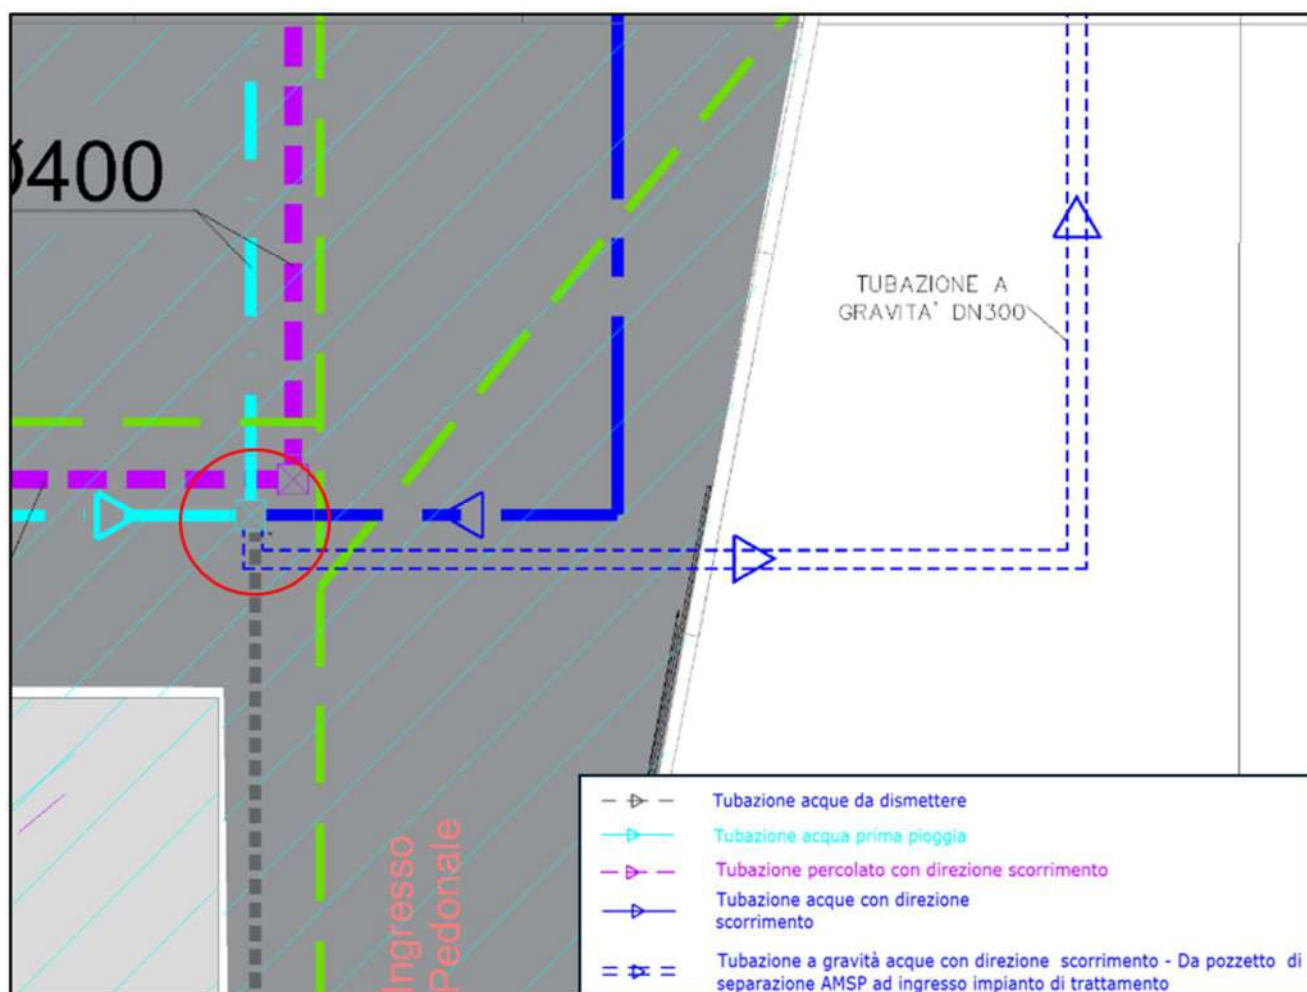 Ø400
TUBAZIONE A
GRAVITA' DN300
Ingresso
Pedonale
Tubazione acque da dismettere
Tubazione acqua prima pioggia
Tubazione percolato con direzione scorrimento
Tubazione acque con direzione
scorrimento
Tubazione a gravità acque con direzione scorrimento - Da pozzetto di
separazione AMSP ad ingresso impianto di trattamento